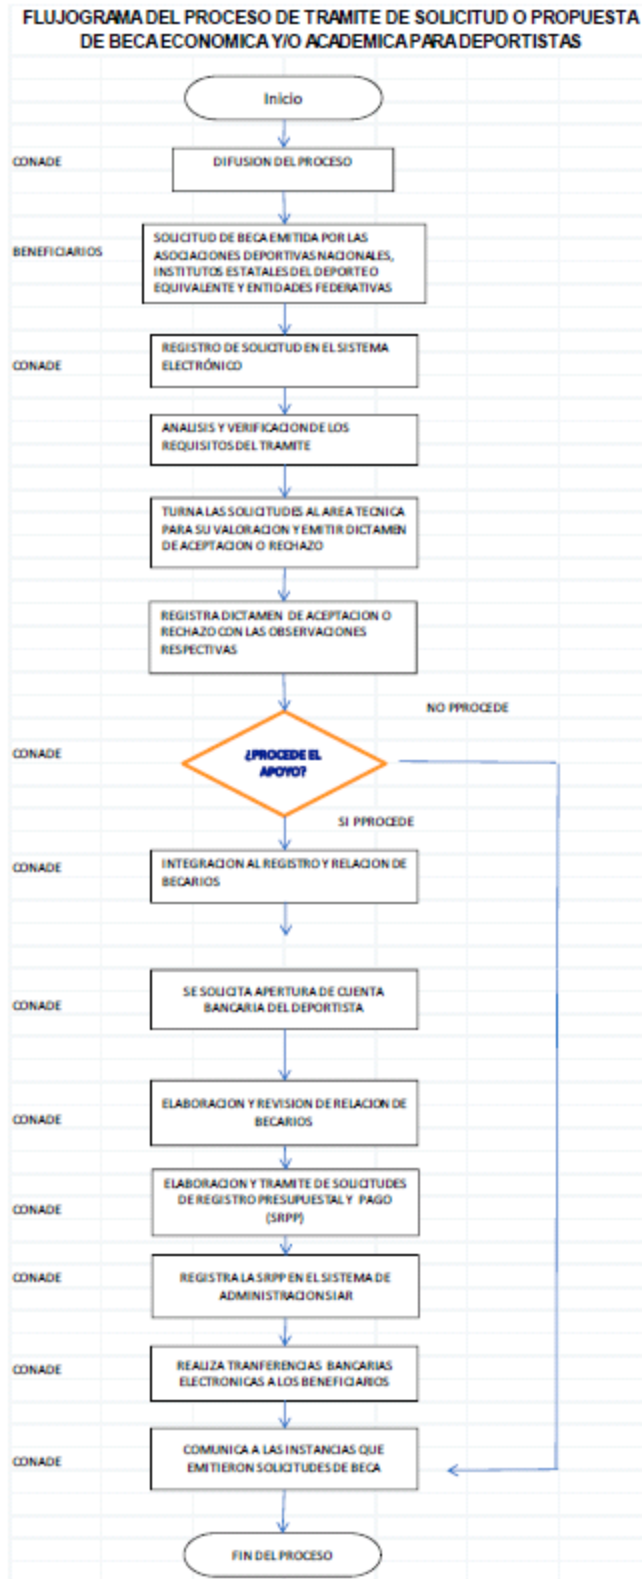 FLUJOGRAMA DEL PROCESO DE TRAMITE DE SOLICITUD O PROPUESTA
DE BECA ECONOMICA Y/O ACADEMICA PARA DEPORTISTAS
Inicio
CONADE
DIFUSION DEL PROCESO
BENEFICIARIOS
SOLICITUD DE BECA EMITIDA POR LAS
ASOCIACIONES DEPORTIVAS NACIONALES,
INSTITUTOS ESTATALES DEL DEPORTE O
EQUIVALENTE Y ENTIDADES FEDERATIVAS
CONADE
REGISTRO DE SOLICITUD EN EL SISTEMA
ELECTRÓNICO
ANALISIS Y VERIFICACION DE LOS
REQUISITOS DEL TRAMITE
TURNA LAS SOLICITUDES AL AREA TECNICA
PARA SU VALORACION Y EMITIR DICTAMEN
DE ACEPTACION O RECHAZO
REGISTRA DICTAMEN DE ACEPTACION O
RECHAZO CON LAS OBSERVACIONES
RESPECTIVAS
NO PPROCEDE
CONADE
¿PROCEDE EL
APOYO?
SI PPROCEDE
CONADE
INTEGRACION AL REGISTRO Y RELACION DE
BECARIOS
CONADE
SE SOLICITA APERTURA DE CUENTA
BANCARIA DEL DEPORTISTA
CONADE
ELABORACION Y REVISION DE RELACION DE
BECARIOS
CONADE
ELABORACION Y TRAMITE DE SOLICITUDES
DE REGISTRO PRESUPUESTAL Y PAGO
(SRPP)
CONADE
REGISTRA LA SRPP EN EL SISTEMA DE
ADMINISTRACION SIAR
CONADE
REALIZA TRANFERENCIAS BANCARIAS
ELECTRONICAS A LOS BENEFICIARIOS
CONADE
COMUNICA A LAS INSTANCIAS QUE
EMITIERON SOLICITUDES DE BECA
FIN DEL PROCESO